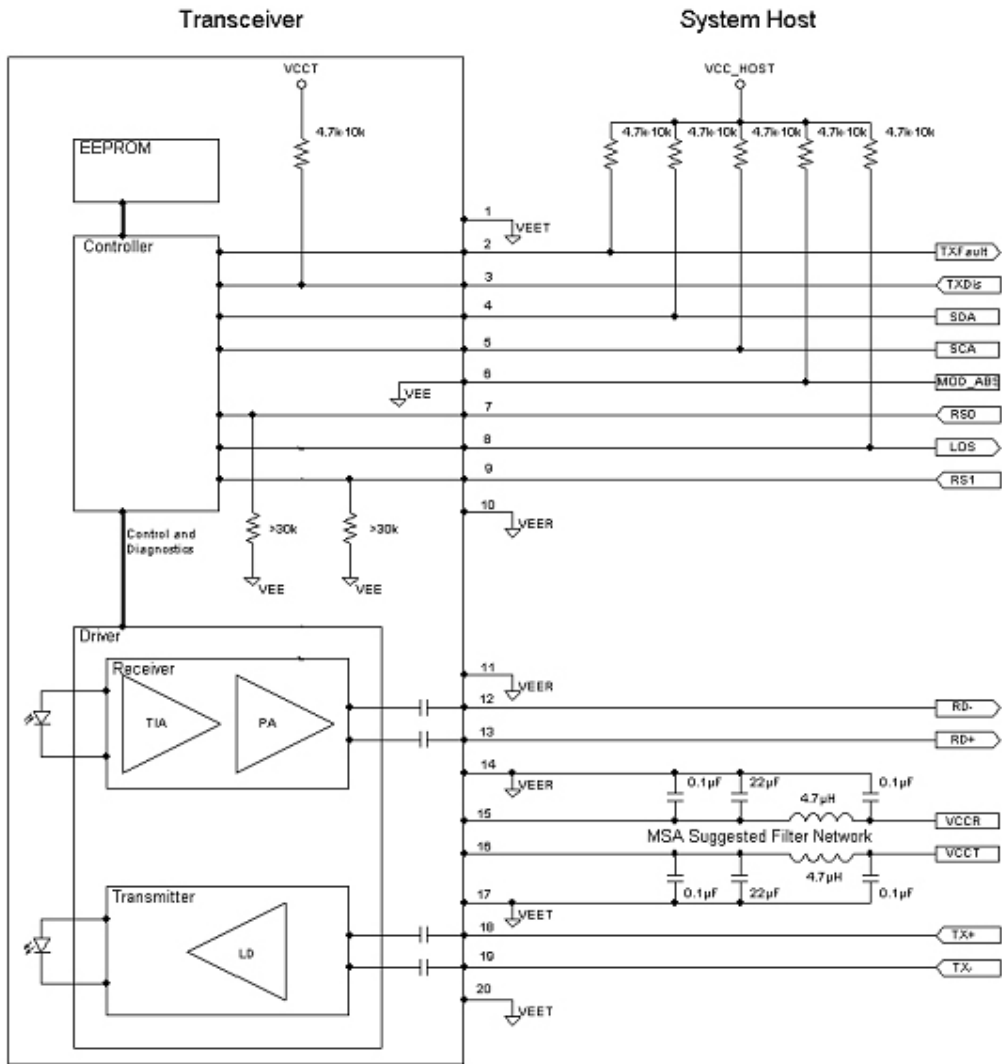 Transceiver
System Host
VCCT
VCC_HOST
4.7k-10k
4.7k-10k 4.7k-10k 4.7k-10k 4.7k-10k 4.7k-10k
EEPROM
Controller
1
VEET
2
TXFault
3
TXDis
4
SDA
5
SCA
6
MOD_ABS
VEE
7
RS0
8
LOS
9
RS1
10
VEER
>30k
>30k
Control and
Diagnostics
VEE
VEE
Driver
Receiver
TIA
PA
11
VEER
12
RD-
13
RD+
14
VEER
0.1µF
22µF
4.7µH
0.1µF
15
VCCR
MSA Suggested Filter Network
16
VCCT
4.7µH
0.1µF
22µF
0.1µF
17
VEET
Transmitter
LD
18
TX+
19
TX-
20
VEET